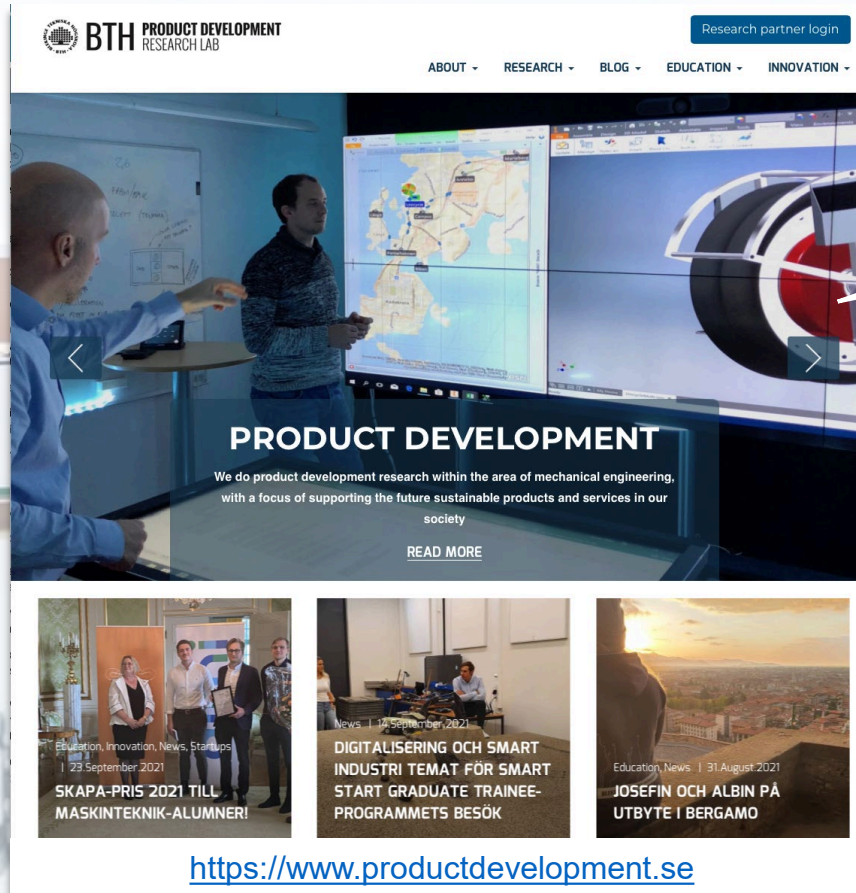 BTH PRODUCT DEVELOPMENT
RESEARCH LAB
Research partner login
ABOUT
RESEARCH
BLOG
EDUCATION
INNOVATION
PRODUCT DEVELOPMENT
We do product development research within the area of mechanical engineering,
with a focus of supporting the future sustainable products and services in our
society
READ MORE
Education, Innovation, News, Startups
| 23.September.2021
SKAPA-PRIS 2021 TILL
MASKINTEKNIK-ALUMNER!
News | 14.September.2021
DIGITALISERING OCH SMART
INDUSTRI TEMAT FÖR SMART
START GRADUATE TRAINEE-
PROGRAMMETS BESÖK
Education, News | 31.August.2021
JOSEFIN OCH ALBIN PÅ
UTBYTE I BERGAMO
https://www.productdevelopment.se